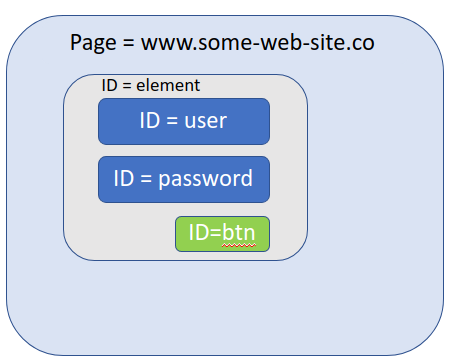 Page = www.some-web-site.co
ID = element
ID = user
ID = password
ID=btn